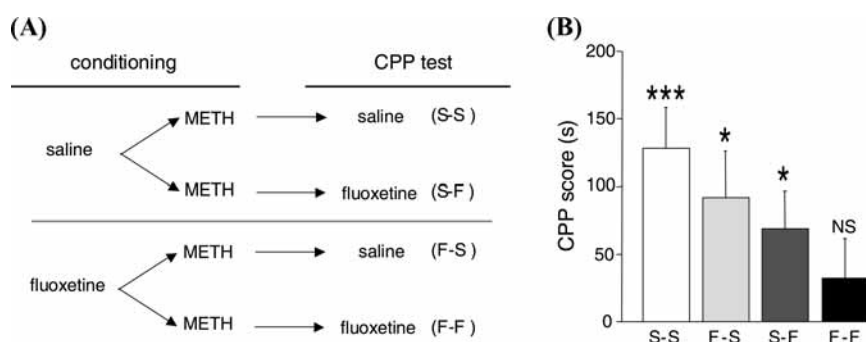 (A)
conditioning CPP test
saline METH saline (S-S )
METH fluoxetine (S-F )
fluoxetine METH saline (F-S )
METH fluoxetine (F-F )
(B)
CPP score (s)
200
150
100
50
0
*** * * NS
S-S F-S S-F F-F